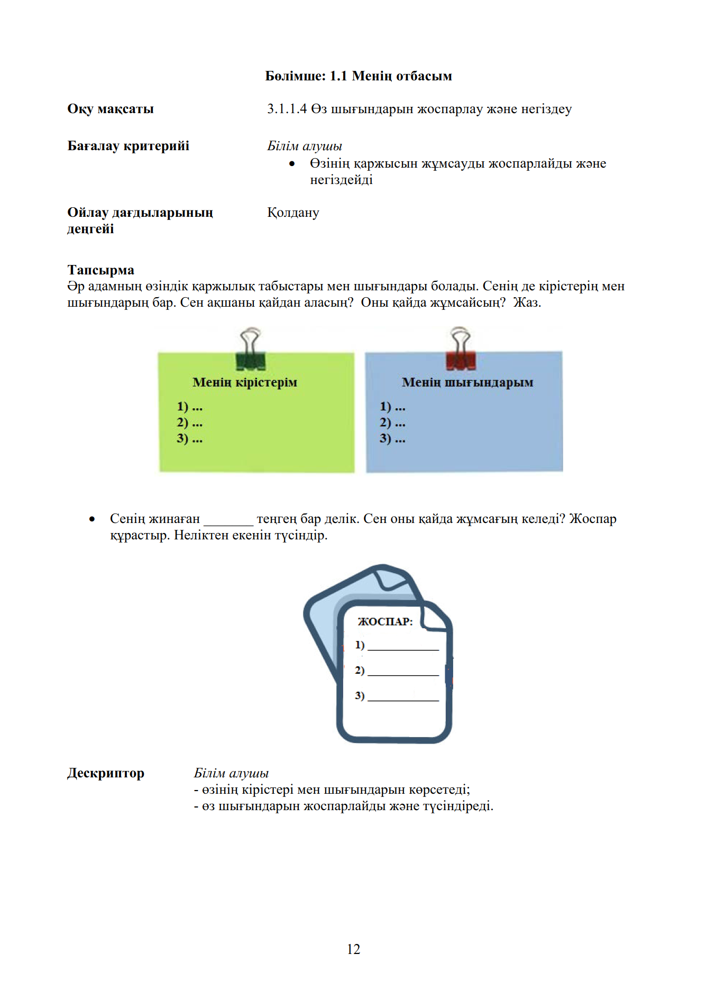 Бөлімше: 1.1 Менің отбасым
Оқу мақсаты 3.1.1.4 Өз шығындарын жоспарлау және негіздеу
Бағалау критерийі Білім алушы
• Өзінің қаржысын жұмсауды жоспарлайды және
негіздейді
Ойлау дағдыларының Қолдану
деңгейі
Тапсырма
Әр адамның өзіндік қаржылық табыстары мен шығындары болады. Сенің де кірістерің мен
шығындарың бар. Сен ақшаны қайдан аласың? Оны қайда жұмсайсың? Жаз.
Менің кірістерім
1) ...
2) ...
3) ...
Менің шығындарым
1) ...
2) ...
3) ...
• Сенің жинаған _______ теңгең бар делік. Сен оны қайда жұмсағың келеді? Жоспар
құрастыр. Неліктен екенін түсіндір.
ЖОСПАР:
1) ____________
2) ____________
3) ____________
Дескриптор Білім алушы
- өзінің кірістері мен шығындарын көрсетеді;
- өз шығындарын жоспарлайды және түсіндіреді.
12